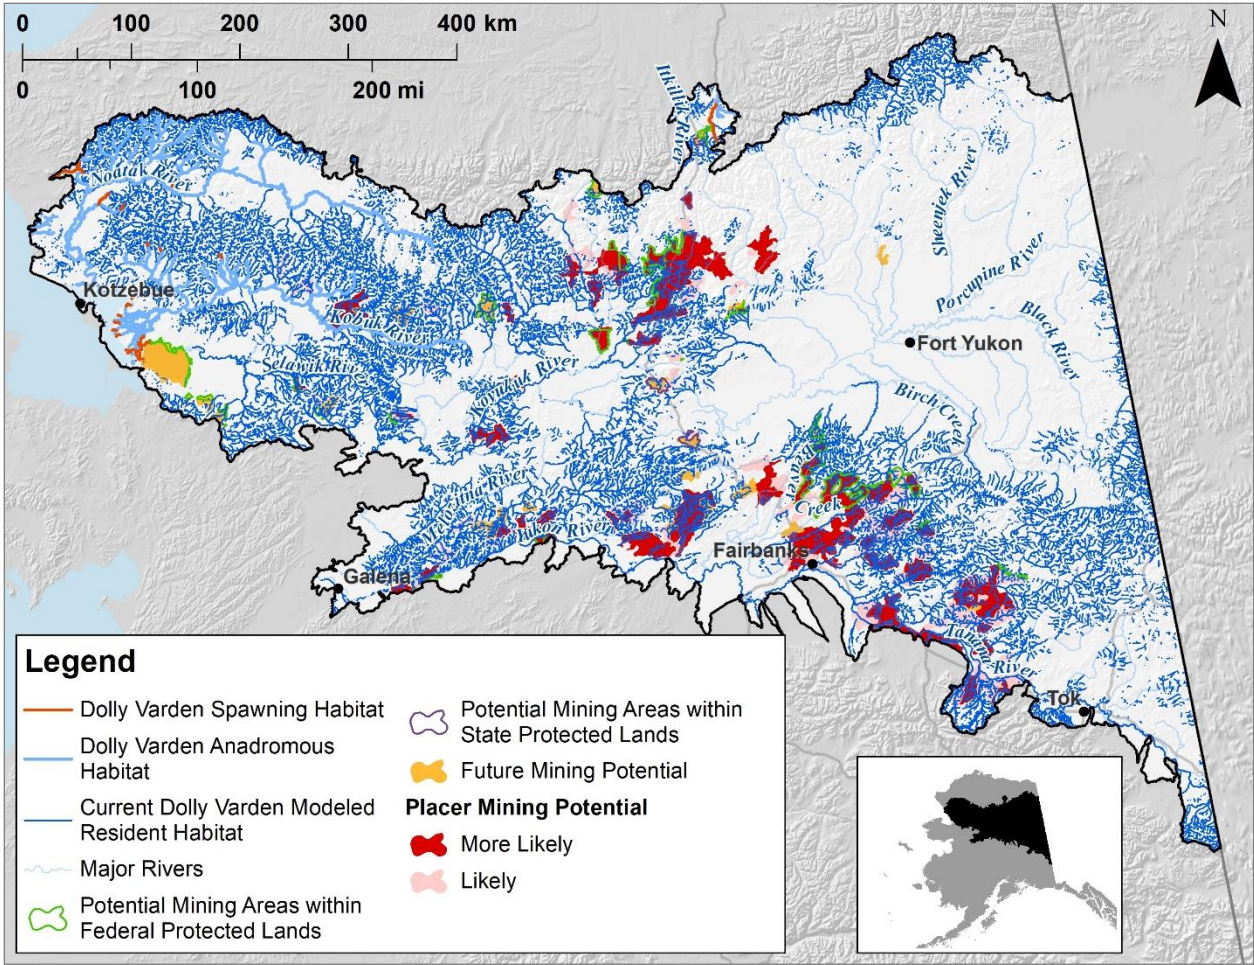 0 100 200 300 400 km
0 100 200 mi
N
Itkillik River
Noatak River
Sheenjek River
Porcupine River
Kotzebue
Kobuk River
Black River
Fort Yukon
Selawik River
Koyukuk River
Birch Creek
Melozitna River
Creek
River
Fairbanks
Galena
Tanana River
Tok
Legend
Dolly Varden Spawning Habitat
Dolly Varden Anadromous
Habitat
Current Dolly Varden Modeled
Resident Habitat
Major Rivers
Potential Mining Areas within
Federal Protected Lands
Potential Mining Areas within
State Protected Lands
Future Mining Potential
Placer Mining Potential
More Likely
Likely